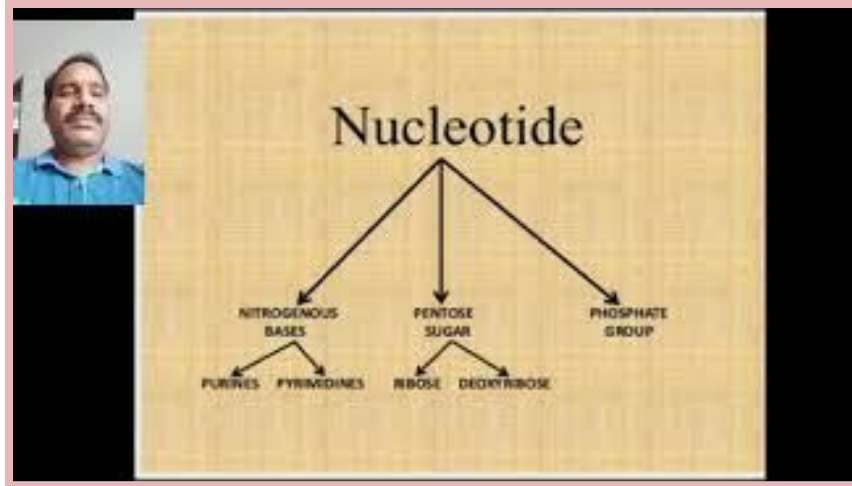 Nucleotide
NITROGENOUS BASES PENTOSE SUGAR PHOSPHATE GROUP
PURINES PYRIMIDINES RIBOSE DEOXYRIBOSE